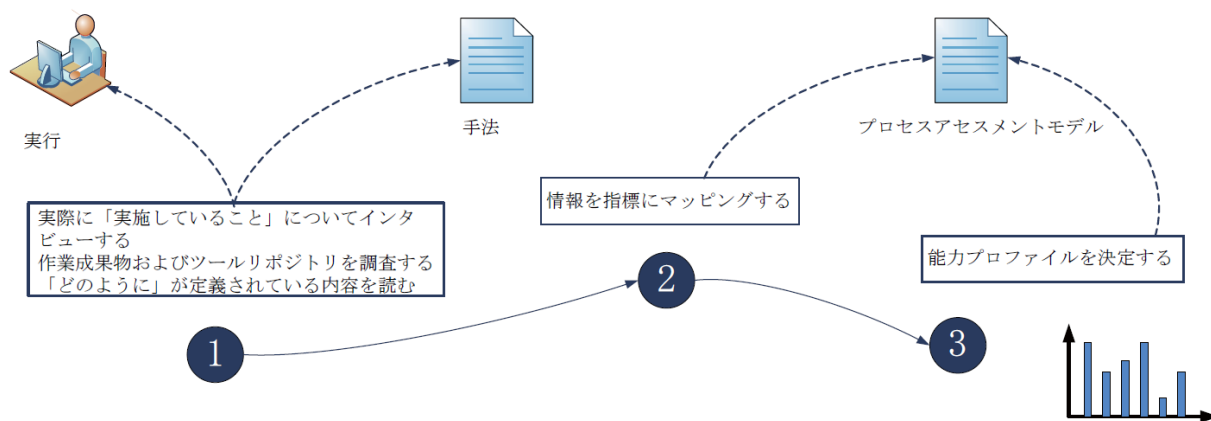 実行
手法
プロセスアセスメントモデル
実際に「実施していること」についてインタ
ビューする
作業成果物およびツールリポジトリを調査する
「どのように」が定義されている内容を読む
情報を指標にマッピングする
能力プロファイルを決定する
1
2
3